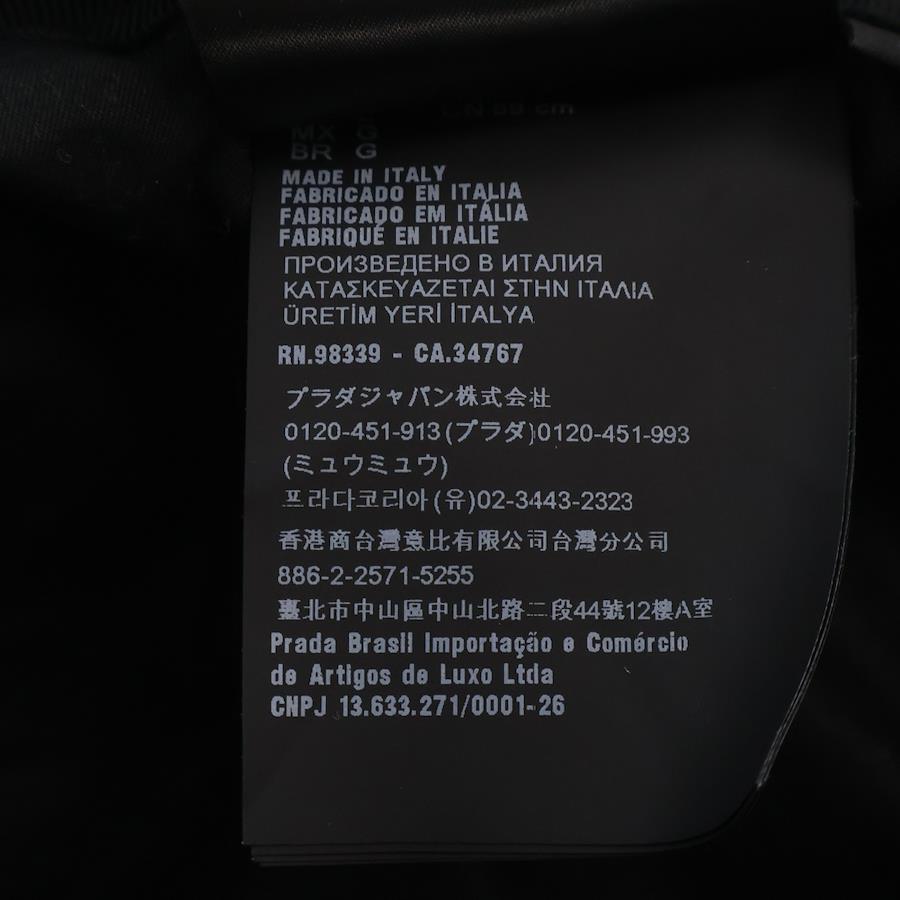 CN 59 cm
MX G
BR G
MADE IN ITALY
FABRICADO EN ITALIA
FABRICADO EM ITÁLIA
FABRIQUÉ EN ITALIE
ПРОИЗВЕДЕНО В ИТАЛИЯ
ΚΑΤΑΣΚΕΥΑΖΕΤΑΙ ΣΤΗΝ ΙΤΑΛΙΑ
ÜRETİM YERİ İTALYA
RN.98339 - CA.34767
プラダジャパン株式会社
0120-451-913(プラダ)0120-451-993
(ミュウミュウ)
프라다코리아(유)02-3443-2323
香港商台灣意比有限公司台灣分公司
886-2-2571-5255
臺北市中山區中山北路二段44號12樓A室
Prada Brasil Importação e Comércio
de Artigos de Luxo Ltda
CNPJ 13.633.271/0001-26